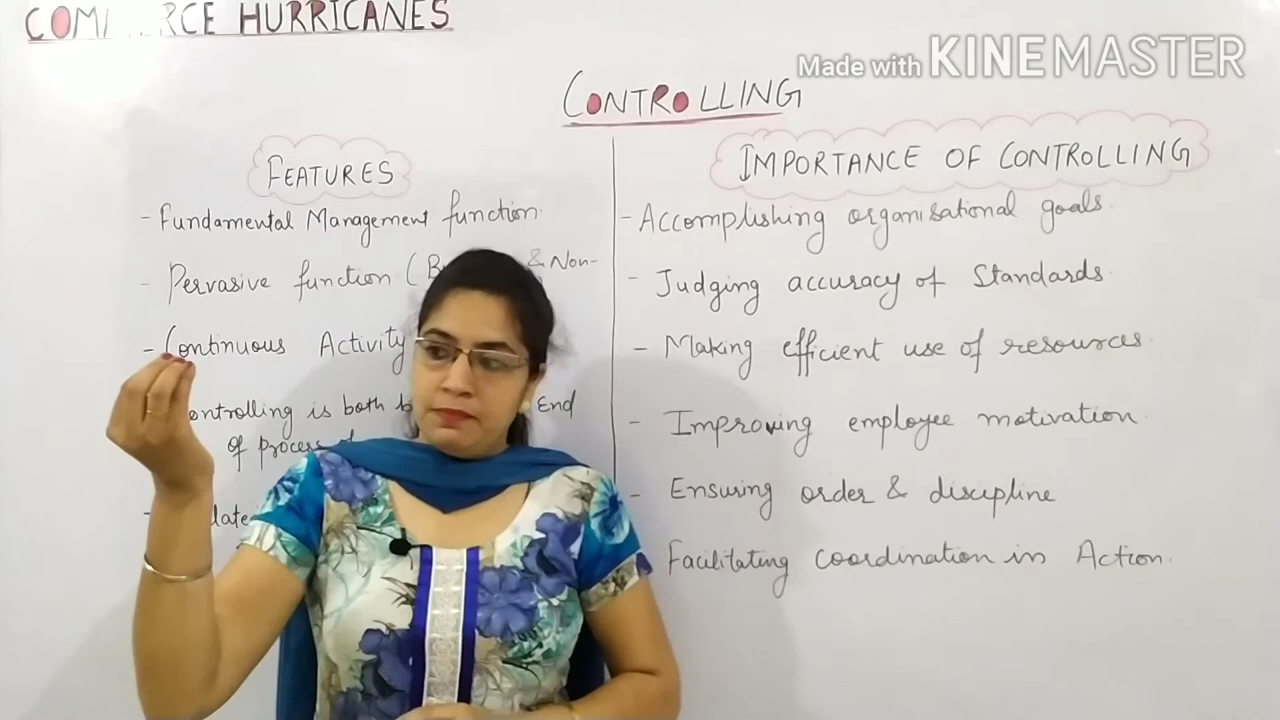 HURRICANES
Made with KINEMASTER
CONTROLLING
FEATURES
- Fundamental Management function.
- Pervasive function ( & Non-
- Continuous Activity
ontrolling is both End
of process
-
IMPORTANCE OF CONTROLLING
- Accomplishing organisational goals.
- Judging accuracy of Standards.
- Making efficient use of resources.
- Improving employee motivation.
- Ensuring order & discipline
Facilitating coordination in Action.